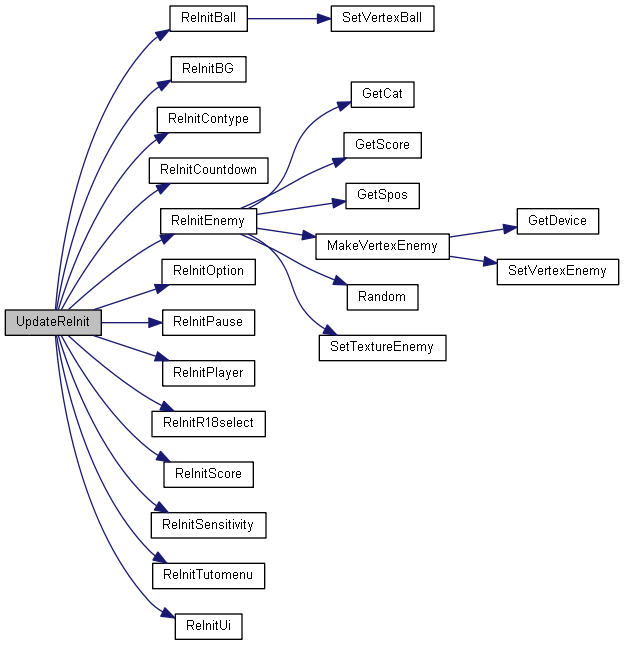 ReInitBall
SetVertexBall
ReInitBG
GetCat
ReInitContype
GetScore
ReInitCountdown
GetSpos
ReInitEnemy
GetDevice
MakeVertexEnemy
ReInitOption
SetVertexEnemy
Random
UpdateReInit
ReInitPause
SetTextureEnemy
ReInitPlayer
ReInitR18select
ReInitScore
ReInitSensitivity
ReInitTutomenu
ReInitUi